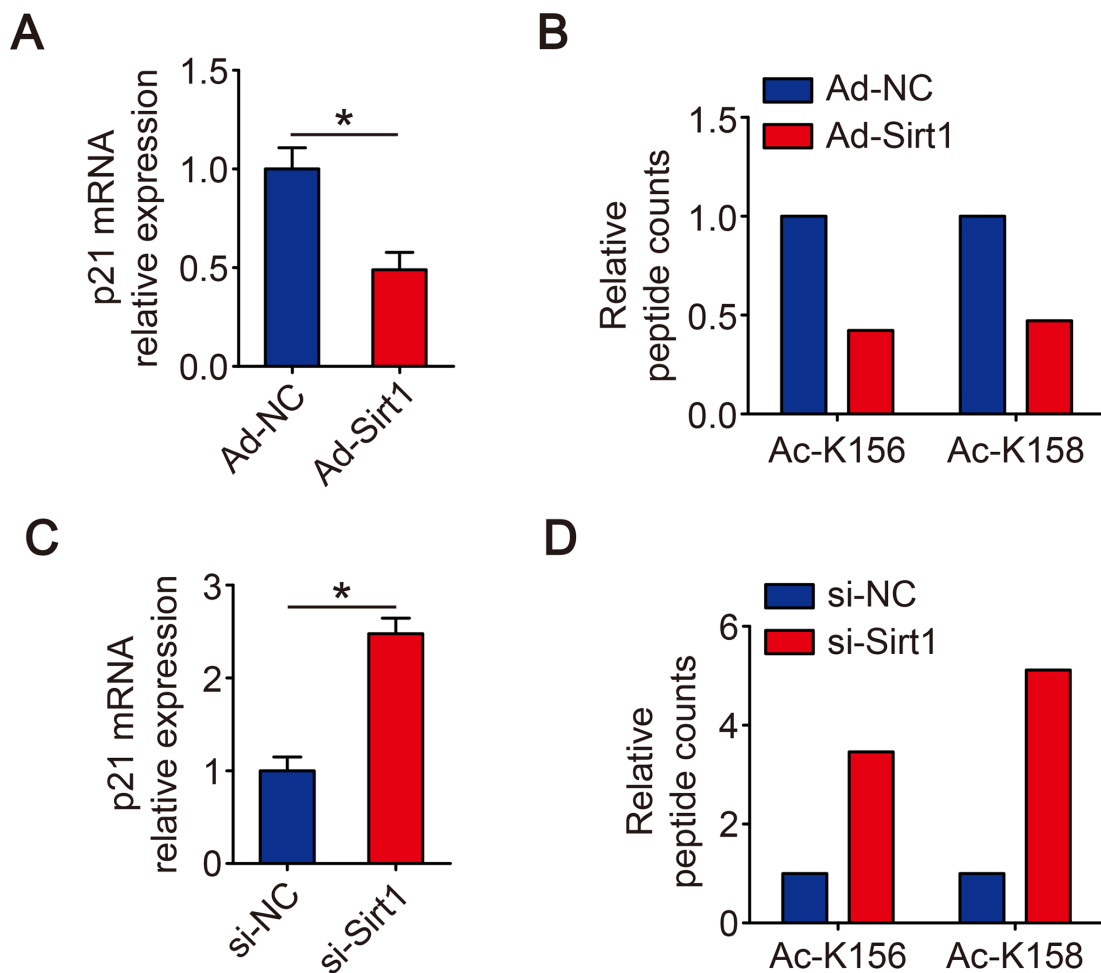 A
p21 mRNA
relative expression
1.5
1.0
0.5
0.0
*
Ad-NC
Ad-Sirt1
B
Ad-NC
Ad-Sirt1
Relative
peptide counts
1.5
1.0
0.5
0.0
Ac-K156
Ac-K158
C
p21 mRNA
relative expression
3
2
1
0
*
si-NC
si-Sirt1
D
si-NC
si-Sirt1
Relative
peptide counts
6
4
2
0
Ac-K156
Ac-K158